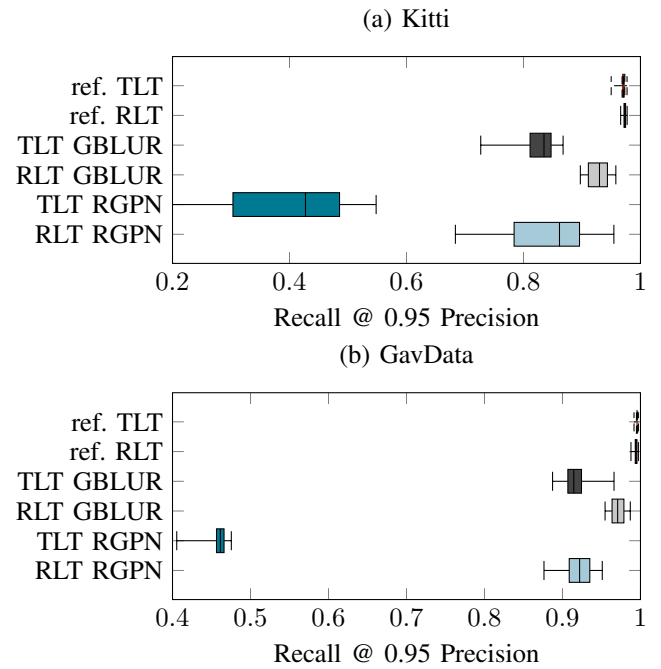 (a) Kitti
ref. TLT
ref. RLT
TLT GBLUR
RLT GBLUR
TLT RGPN
RLT RGPN
0.2 0.4 0.6 0.8 1
Recall @ 0.95 Precision
(b) GavData
ref. TLT
ref. RLT
TLT GBLUR
RLT GBLUR
TLT RGPN
RLT RGPN
0.4 0.5 0.6 0.7 0.8 0.9 1
Recall @ 0.95 Precision